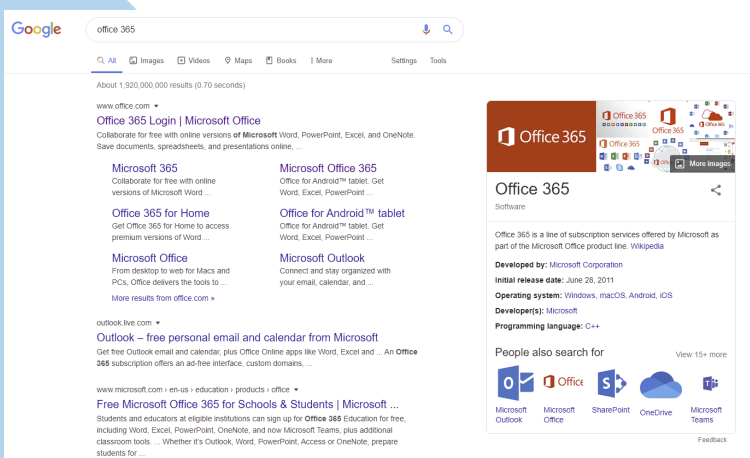 Google
office 365
All Images Videos Maps Books More Settings Tools
About 1,920,000,000 results (0.70 seconds)
www.office.com
Office 365 Login | Microsoft Office
Collaborate for free with online versions of Microsoft Word, PowerPoint, Excel, and OneNote.
Save documents, spreadsheets, and presentations online, ...
Microsoft 365
Collaborate for free with online
versions of Microsoft Word ...
Microsoft Office 365
Office for Android™ tablet. Get
Word, Excel, PowerPoint ...
Office 365 for Home
Get Office 365 for Home to access
premium versions of Word ...
Office for Android™ tablet
Office for Android™ tablet. Get
Word, Excel, PowerPoint ...
Microsoft Office
From desktop to web for Macs and
PCs, Office delivers the tools to ...
Microsoft Outlook
Connect and stay organized with
your email, calendar, and ...
More results from office.com »
outlook.live.com
Outlook – free personal email and calendar from Microsoft
Get free Outlook email and calendar, plus Office Online apps like Word, Excel and ... An Office
365 subscription offers an ad-free interface, custom domains, ...
www.microsoft.com › en-us › education › products › office
Free Microsoft Office 365 for Schools & Students | Microsoft ...
Students and educators at eligible institutions can sign up for Office 365 Education for free,
including Word, Excel, PowerPoint, OneNote, and now Microsoft Teams, plus additional
classroom tools. ... Whether it's Outlook, Word, PowerPoint, Access or OneNote, prepare
students for ...
Office 365
Office 365
Office 365
Office 365
Office 365
More images
Office 365
Software
Office 365 is a line of subscription services offered by Microsoft as
part of the Microsoft Office product line. Wikipedia
Developed by: Microsoft Corporation
Initial release date: June 28, 2011
Operating system: Windows, macOS, Android, iOS
Developer(s): Microsoft
Programming language: C++
People also search for
View 15+ more
Office
Microsoft
Outlook
Microsoft
Office
SharePoint
OneDrive
Microsoft
Teams
Feedback